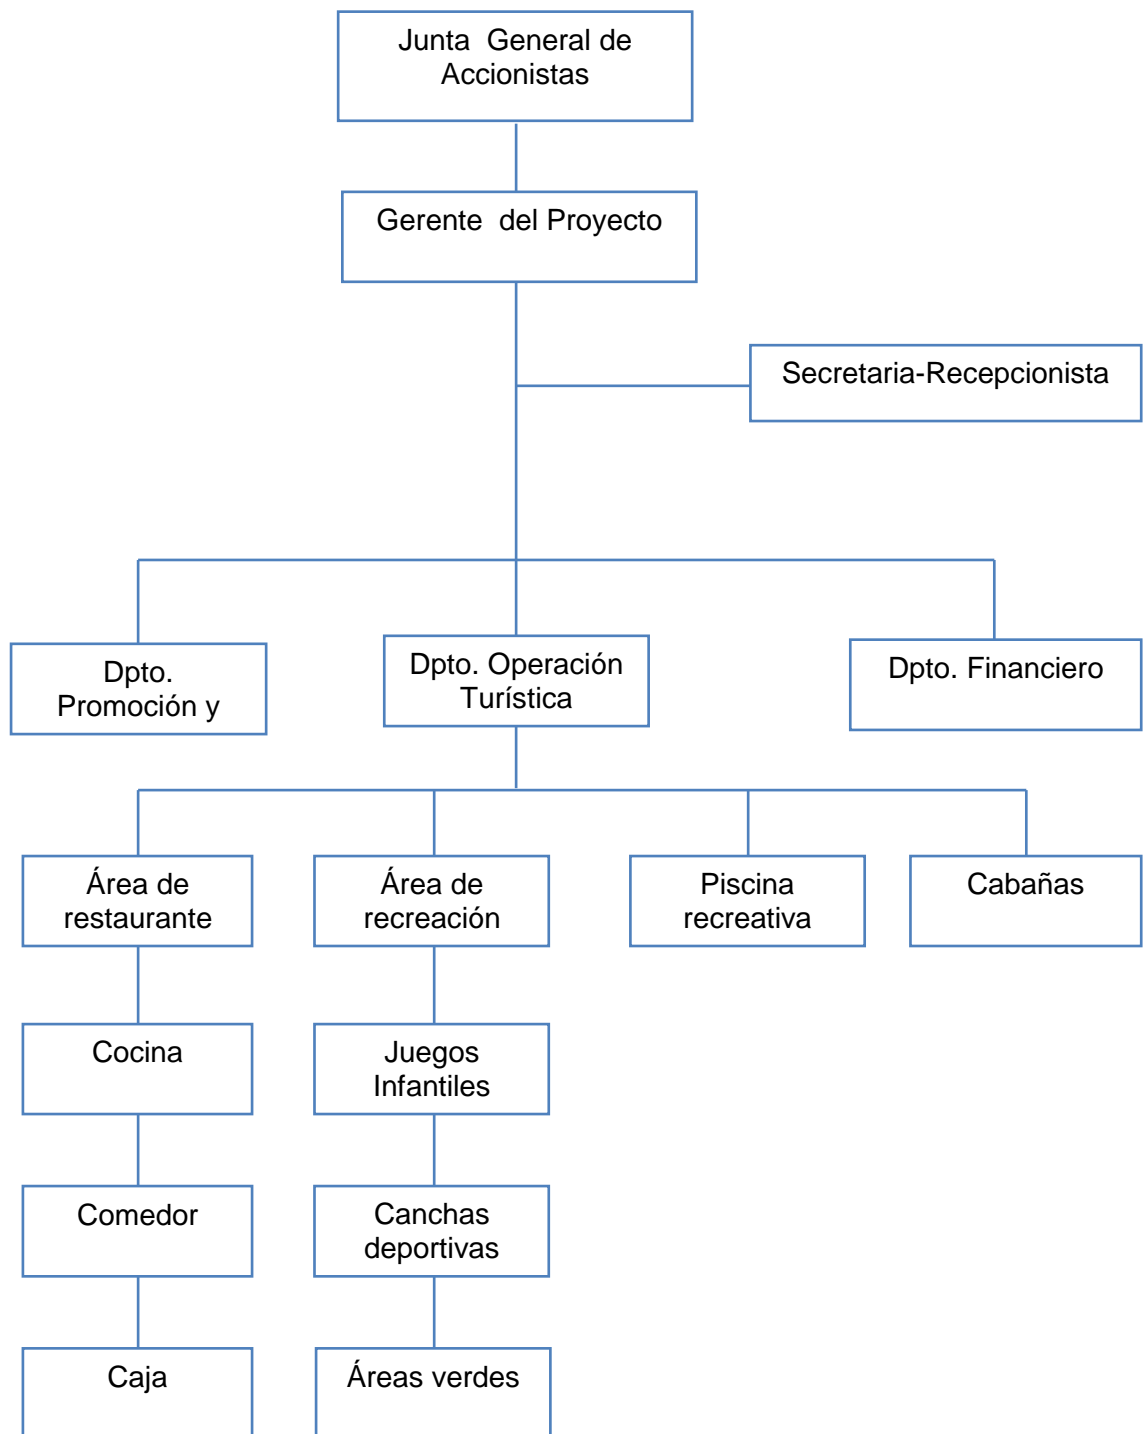 Junta General de
Accionistas
Gerente del Proyecto
Secretaria-Recepcionista
Dpto.
Promoción y
Dpto. Operación
Turística
Dpto. Financiero
Área de
restaurante
Área de
recreación
Piscina
recreativa
Cabañas
Cocina
Juegos
Infantiles
Comedor
Canchas
deportivas
Caja
Áreas verdes